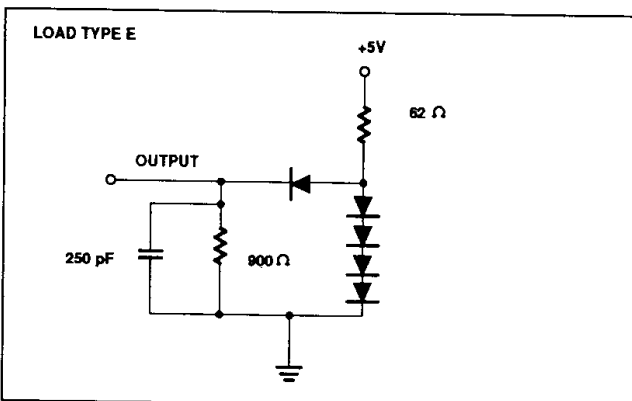 LOAD TYPE E
+5V
62 Ω
OUTPUT
250 pF
900 Ω